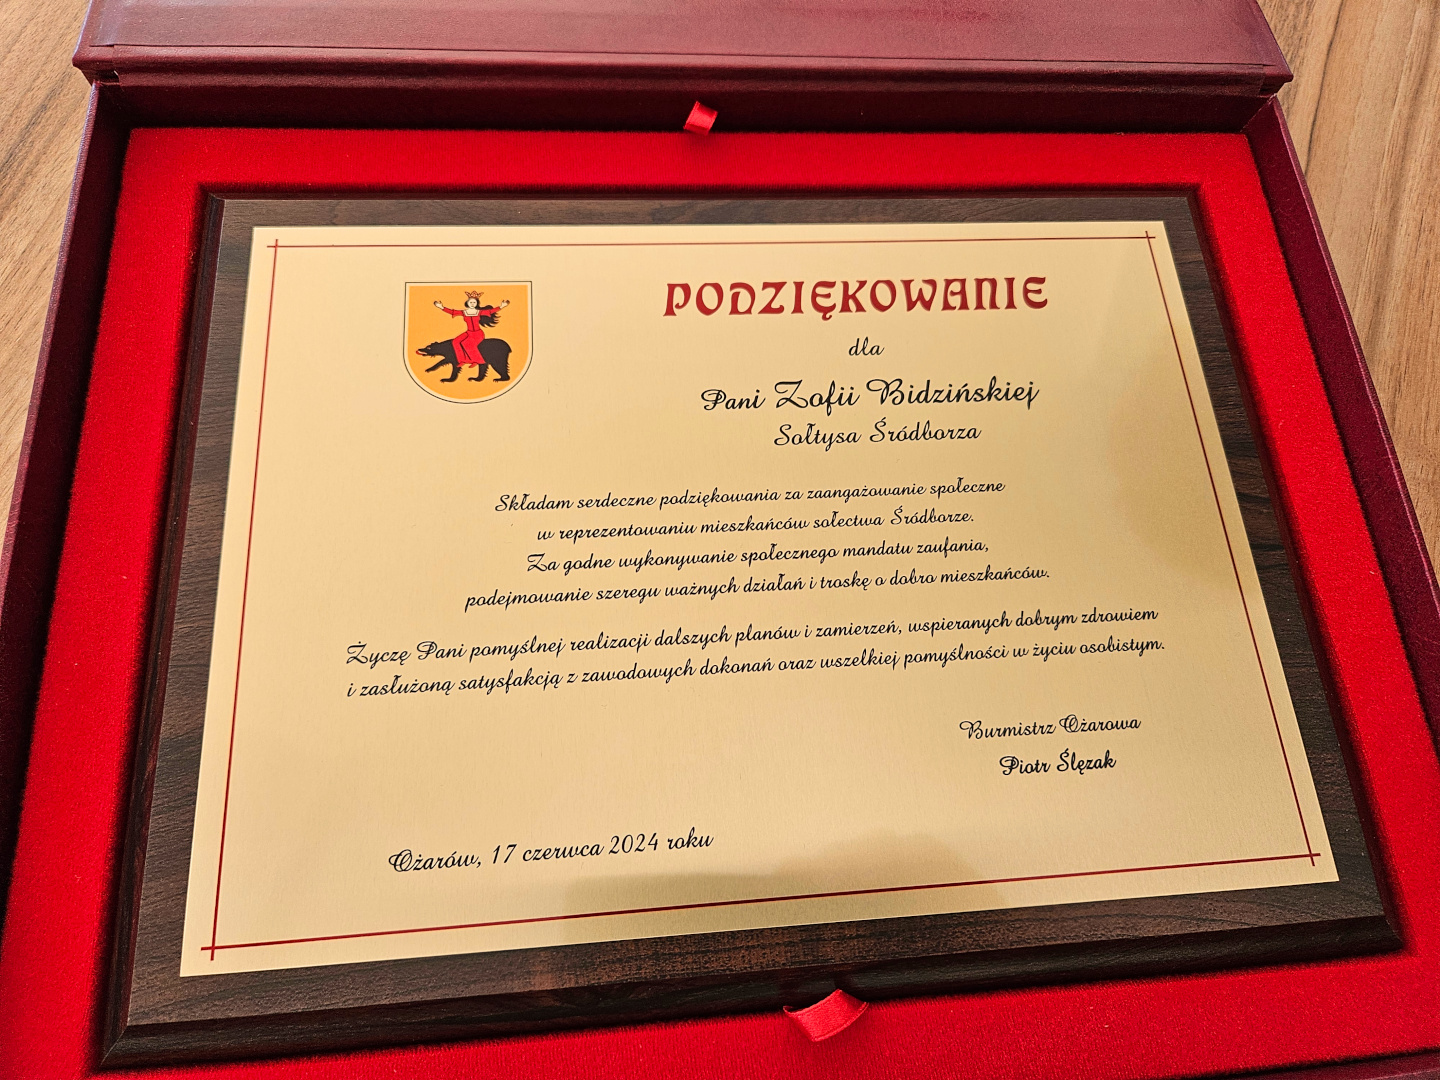 PODZIĘKOWANIE
dla
Pani Zofii Bidzińskiej
Sołtysa Śródborza
Składam serdeczne podziękowania za zaangażowanie społeczne
w reprezentowaniu mieszkańców sołectwa Śródborze.
Za godne wykonywanie społecznego mandatu zaufania,
podejmowanie szeregu ważnych działań i troskę o dobro mieszkańców.
Życzę Pani pomyślnej realizacji dalszych planów i zamierzeń, wspieranych dobrym zdrowiem
i zasłużoną satysfakcją z zawodowych dokonań oraz wszelkiej pomyślności w życiu osobistym.
Burmistrz Ożarowa
Piotr Ślęzak
Ożarów, 17 czerwca 2024 roku